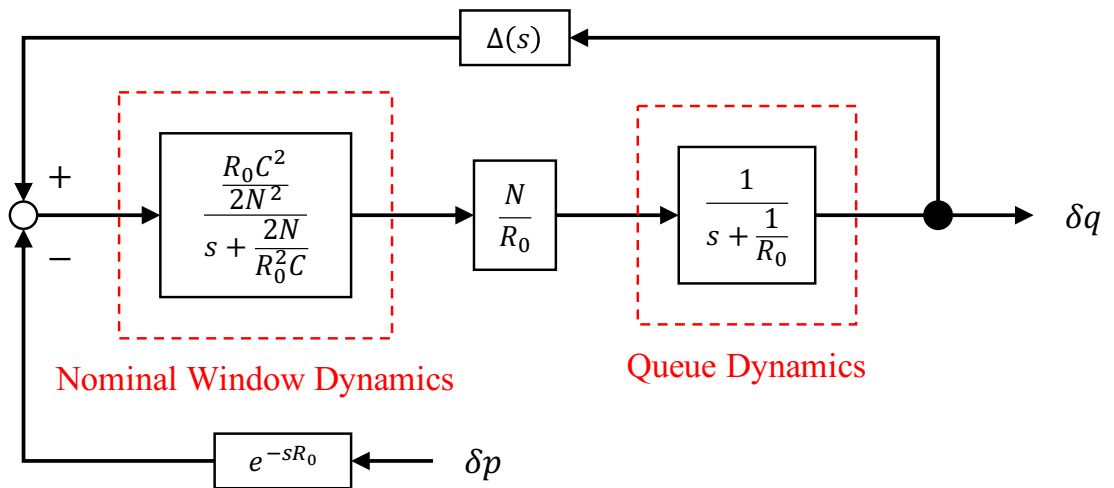 Δ(s)
+
R₀C²
2N²
s + 2N
R₀²C
N
R₀
1
s + 1
R₀
δq
−
Nominal Window Dynamics
Queue Dynamics
e^{-sR₀}
δp